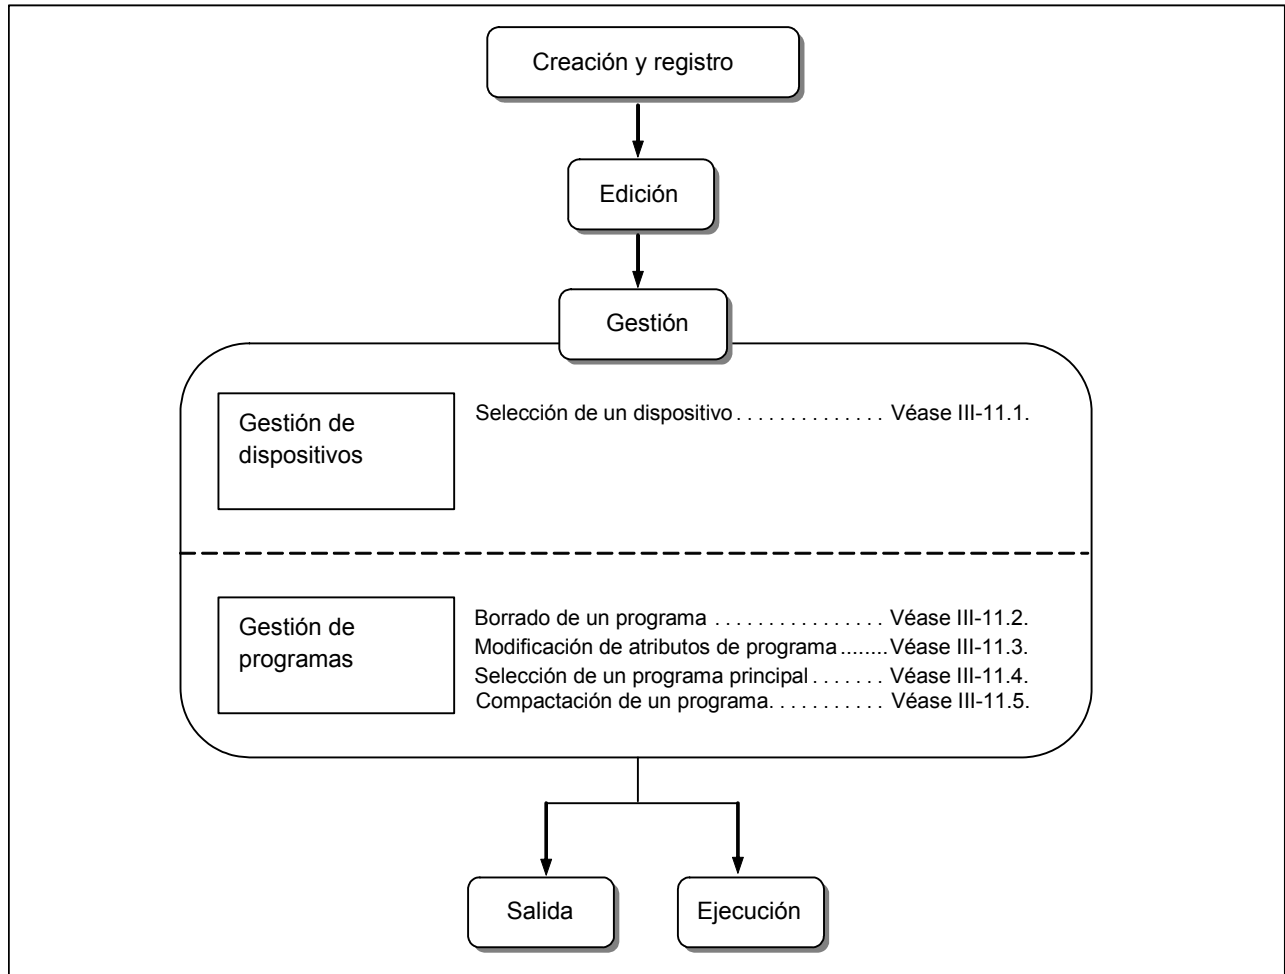 Creación y registro
Edición
Gestión
Gestión de
dispositivos
Selección de un dispositivo . . . . . . . . . . . . . . Véase III-11.1.
Gestión de
programas
Borrado de un programa . . . . . . . . . . . . . . . . Véase III-11.2.
Modificación de atributos de programa ........Véase III-11.3.
Selección de un programa principal . . . . . . . Véase III-11.4.
Compactación de un programa. . . . . . . . . . . Véase III-11.5.
Salida
Ejecución